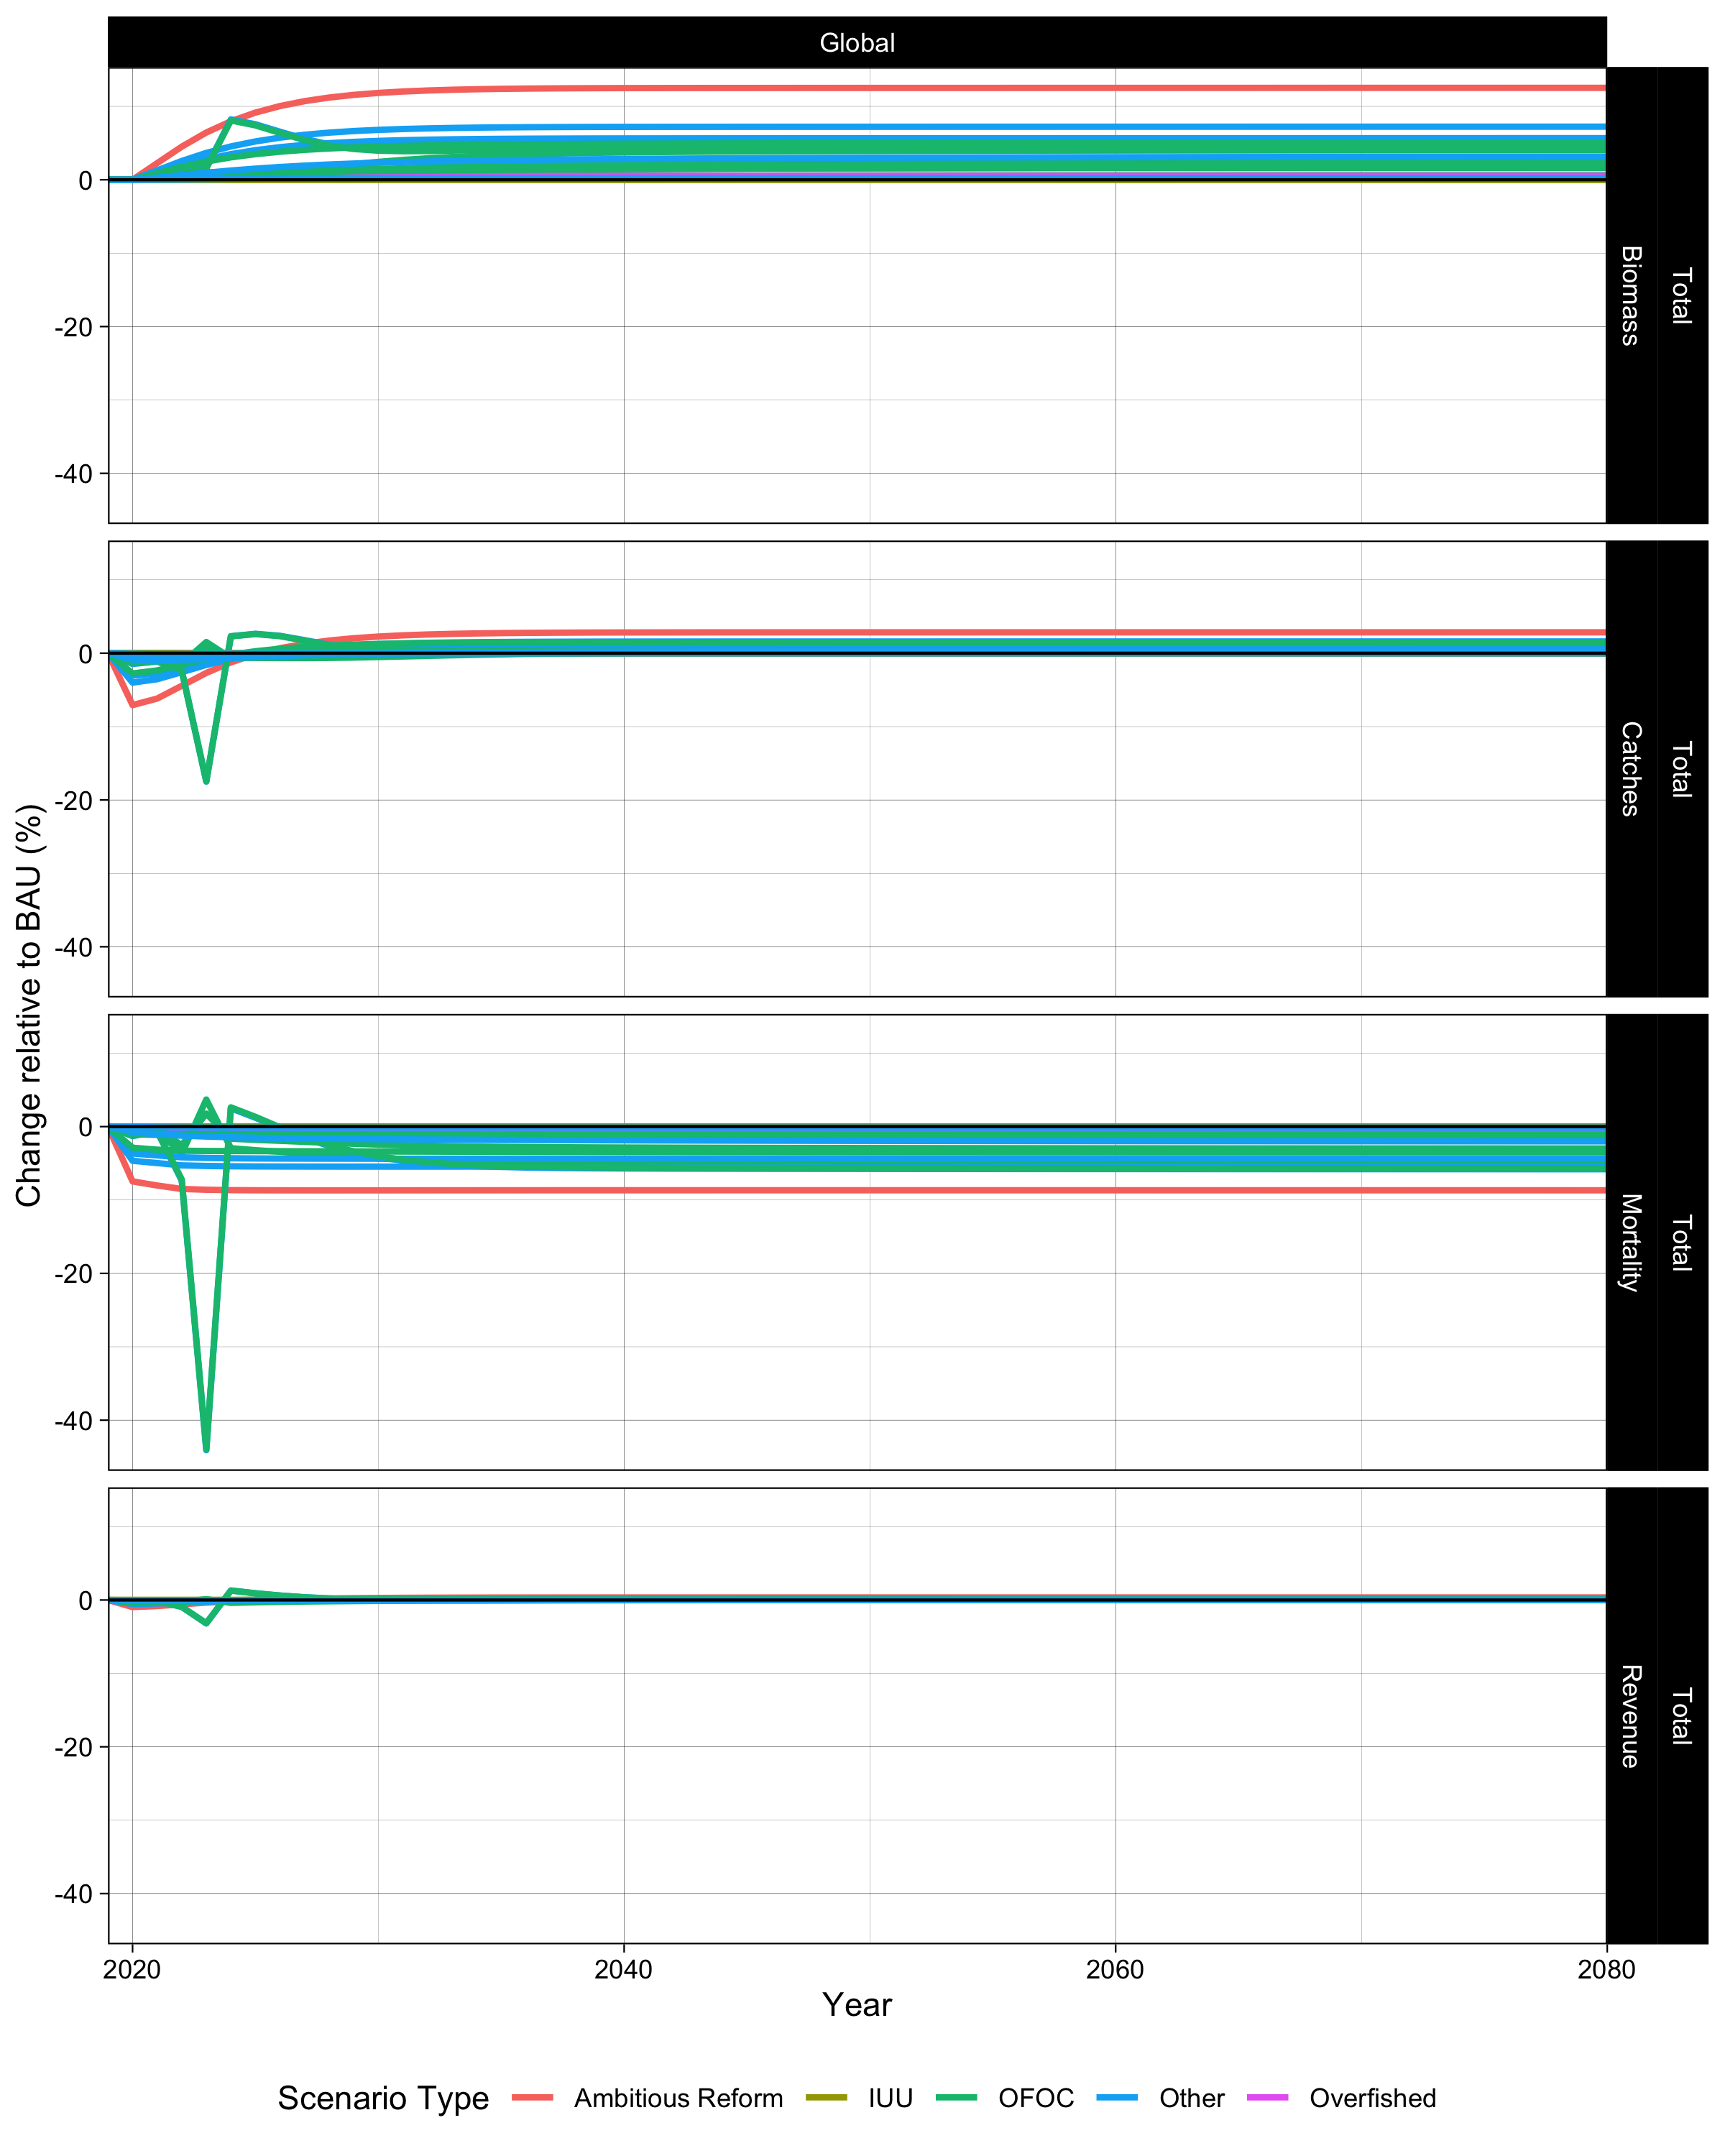 Global
0
-20
-40
Biomass
Total
0
-20
-40
Catches
Total
Change relative to BAU (%)
0
-20
-40
Mortality
Total
0
-20
-40
Revenue
Total
2020 2040 2060 2080
Year
Scenario Type Ambitious Reform IUU OFOC Other Overfished